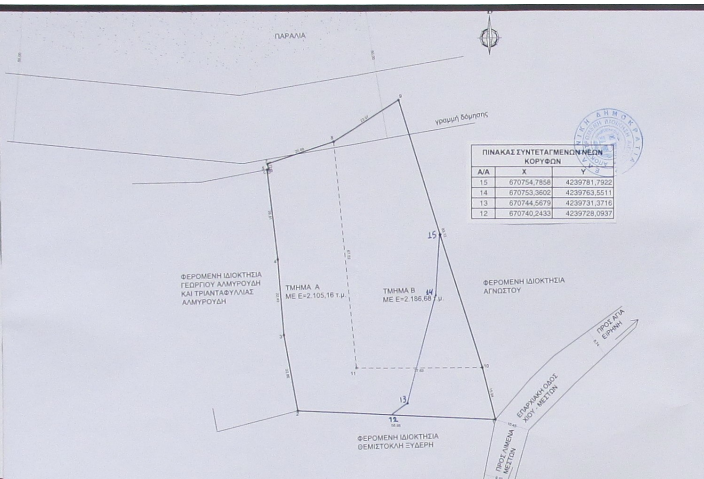 ΠΑΡΑΛΙΑ
γραμμή δόμησης
ΠΙΝΑΚΑΣ ΣΥΝΤΕΤΑΓΜΕΝΩΝ ΝΕΩΝ
ΚΟΡΥΦΩΝ
Α/Α X Y
15 670754,7858 4239781,7922
14 670753,3602 4239763,5511
13 670744,5679 4239731,3716
12 670740,2433 4239728,0937
15
ΦΕΡΟΜΕΝΗ ΙΔΙΟΚΤΗΣΙΑ
ΓΕΩΡΓΙΟΥ ΑΛΜΥΡΟΥΔΗ
ΚΑΙ ΤΡΙΑΝΤΑΦΥΛΛΙΑΣ
ΑΛΜΥΡΟΥΔΗ
ΤΜΗΜΑ Α
ΜΕ Ε=2.105,16 τ.μ.
ΤΜΗΜΑ Β
ΜΕ Ε=2.186,68 τ.μ.
14
ΦΕΡΟΜΕΝΗ ΙΔΙΟΚΤΗΣΙΑ
ΑΓΝΩΣΤΟΥ
ΠΡΟΣ ΑΓΙΑ
ΕΙΡΗΝΗ
11
10
ΕΠΑΡΧΙΑΚΗ ΟΔΟΣ
ΧΙΟΥ - ΜΕΣΤΩΝ
13
12
ΦΕΡΟΜΕΝΗ ΙΔΙΟΚΤΗΣΙΑ
ΘΕΜΙΣΤΟΚΛΗ ΞΥΔΕΡΗ
ΠΡΟΣ ΛΙΜΕΝΑ
ΜΕΣΤΩΝ